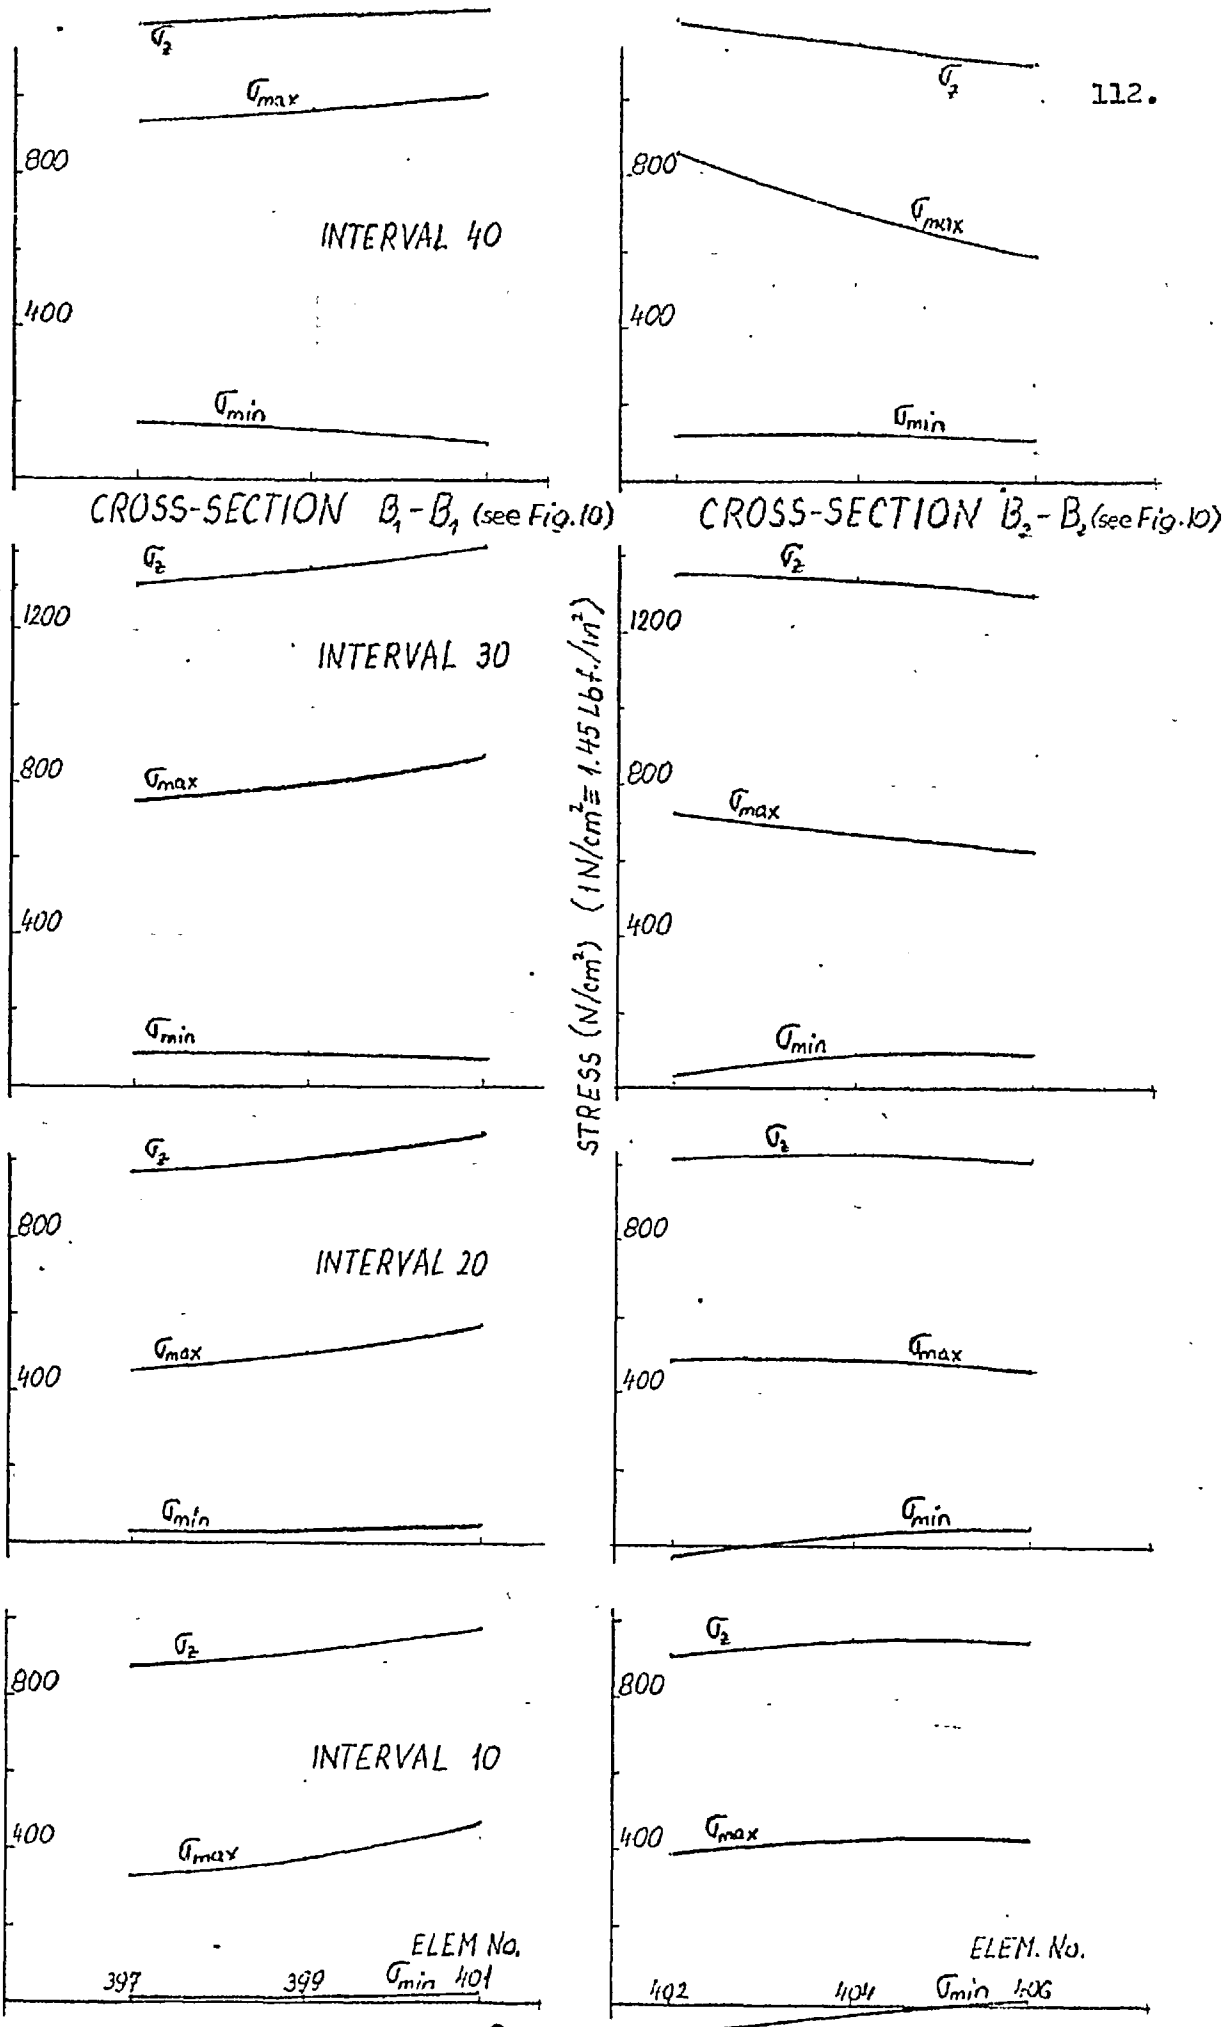 σz
σmax
800
INTERVAL 40
400
σmin
σz
112.
800
σmax
400
σmin
CROSS-SECTION B₁-B₁ (see Fig.10)
CROSS-SECTION B₂-B₂ (see Fig.10)
σz
1200
INTERVAL 30
800
σmax
400
σmin
STRESS (N/cm²) (1N/cm² ≡ 1.45 Lbf./in²)
σz
1200
800
σmax
400
σmin
σz
800
INTERVAL 20
σmax
400
σmin
σz
800
σmax
400
σmin
σz
800
INTERVAL 10
400
σmax
ELEM No.
397 399 σmin 401
σz
800
400
σmax
ELEM. No.
402 404 σmin 406